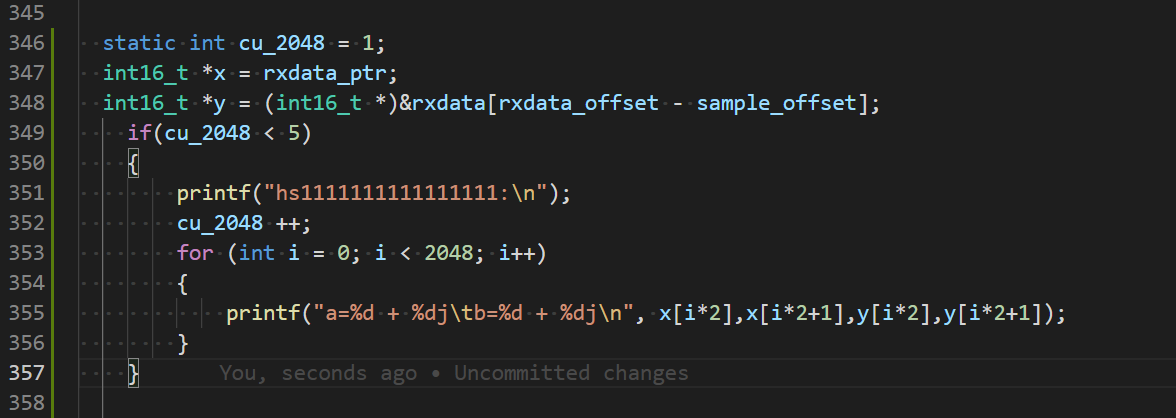 345
346 static int cu_2048 = 1;
347 int16_t *x = rxdata_ptr;
348 int16_t *y = (int16_t *)&rxdata[rxdata_offset - sample_offset];
349 if(cu_2048 < 5)
350 {
351 printf("hs1111111111111111:\n");
352 cu_2048 ++;
353 for (int i = 0; i < 2048; i++)
354 {
355 printf("a=%d + %dj\tb=%d + %dj\n", x[i*2],x[i*2+1],y[i*2],y[i*2+1]);
356 }
357 } You, seconds ago • Uncommitted changes
358